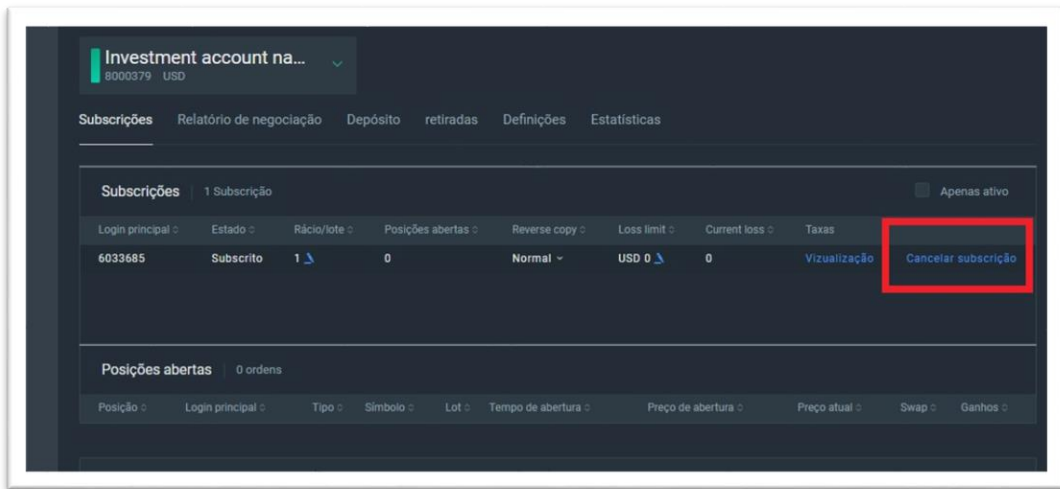 Investment account na...
8000379 USD
Subscrições Relatório de negociação Depósito retiradas Definições Estatísticas
Subscrições 1 Subscrição Apenas ativo
Login principal Estado Rácio/lote Posições abertas Reverse copy Loss limit Current loss Taxas
6033685 Subscrito 1 0 Normal USD 0 0 Vizualização Cancelar subscrição
Posições abertas 0 ordens
Posição Login principal Tipo Símbolo Lot Tempo de abertura Preço de abertura Preço atual Swap Ganhos